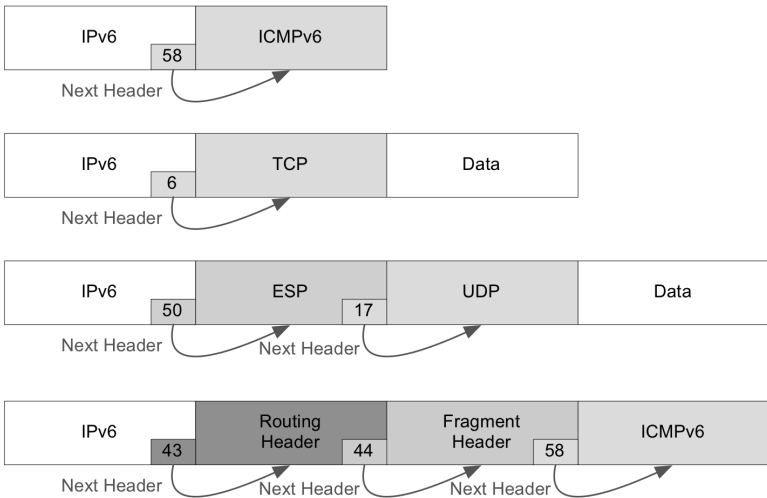 IPv6 ICMPv6
58
Next Header
IPv6 TCP Data
6
Next Header
IPv6 ESP UDP Data
50 17
Next Header Next Header
IPv6 Routing Header Fragment Header ICMPv6
43 44 58
Next Header Next Header Next Header